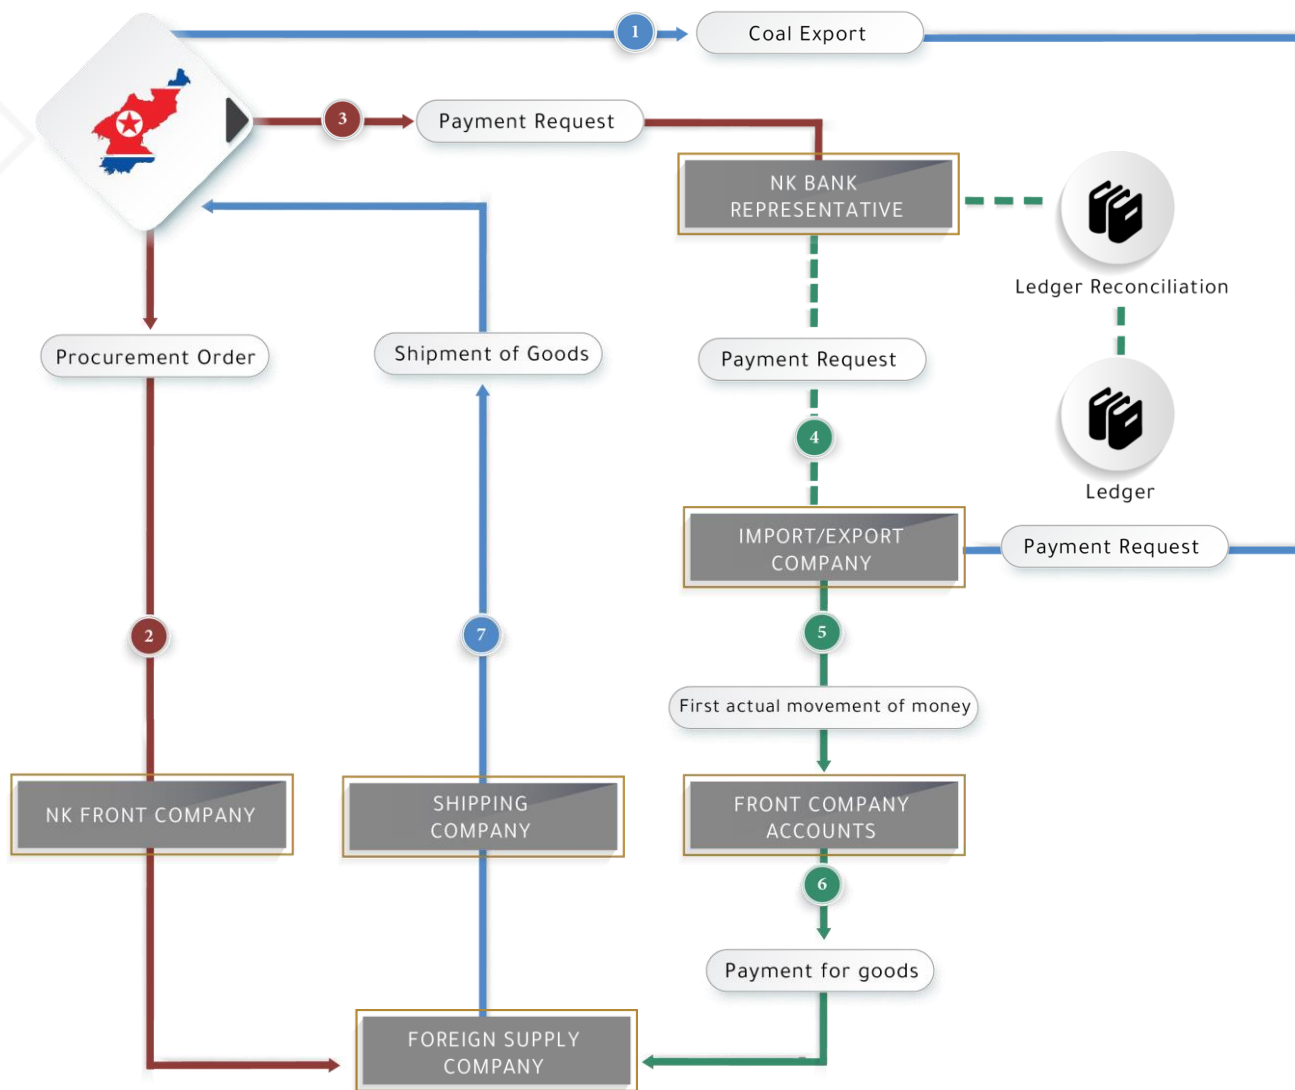 1
Coal Export
3
Payment Request
NK BANK
REPRESENTATIVE
Ledger Reconciliation
Procurement Order
Shipment of Goods
Payment Request
4
Ledger
IMPORT/EXPORT
COMPANY
Payment Request
2
7
5
First actual movement of money
NK FRONT COMPANY
SHIPPING
COMPANY
FRONT COMPANY
ACCOUNTS
6
Payment for goods
FOREIGN SUPPLY
COMPANY